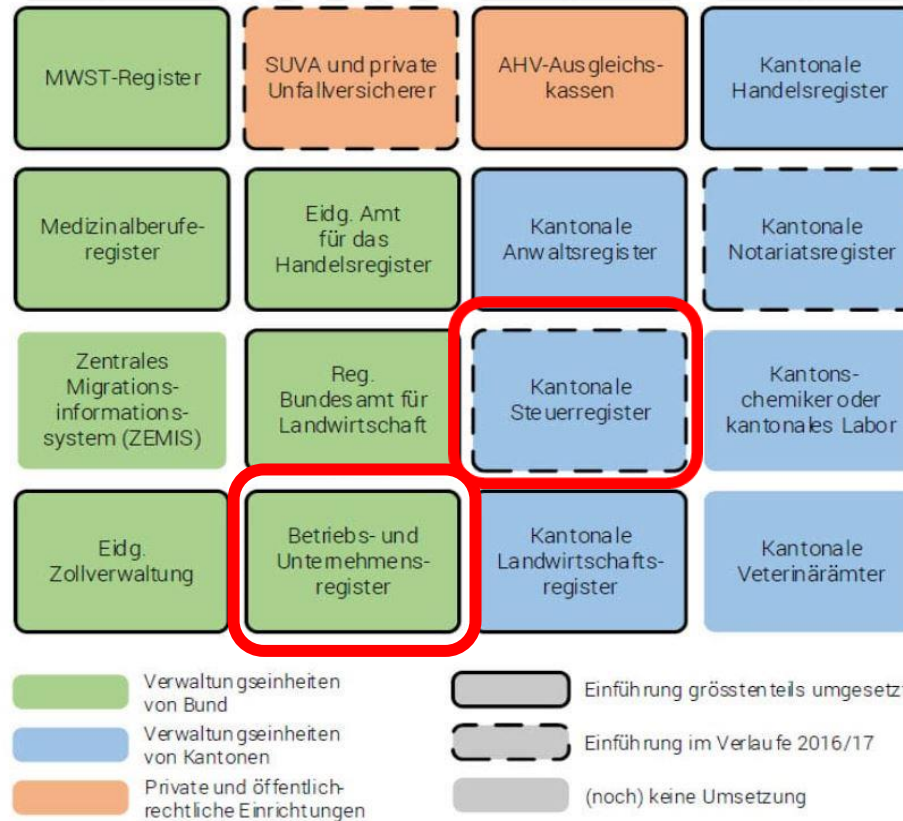 MWST-Register
SUVA und private
Unfallversicherer
AHV-Ausgleichs-
kassen
Kantonale
Handelsregister
Medizinalberufe-
register
Eidg. Amt
für das
Handelsregister
Kantonale
Anwaltsregister
Kantonale
Notariatsregister
Zentrales
Migrations-
informations-
system (ZEMIS)
Reg.
Bundesamt für
Landwirtschaft
Kantonale
Steuerregister
Kantons-
chemiker oder
kantonales Labor
Eidg.
Zollverwaltung
Betriebs- und
Unternehmens-
register
Kantonale
Landwirtschafts-
register
Kantonale
Veterinärämter
Verwaltungseinheiten
von Bund
Verwaltungseinheiten
von Kantonen
Private und öffentlich-
rechtliche Einrichtungen
Einführung grösstenteils umgesetzt
Einführung im Verlaufe 2016/17
(noch) keine Umsetzung